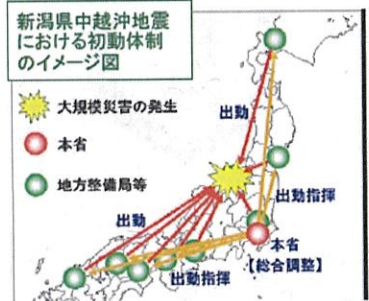 新潟県中越沖地震
における初動体制
のイメージ図
大規模災害の発生
本省
地方整備局等
出動
出動指揮
出動
本省
【総合調整】
出動指揮